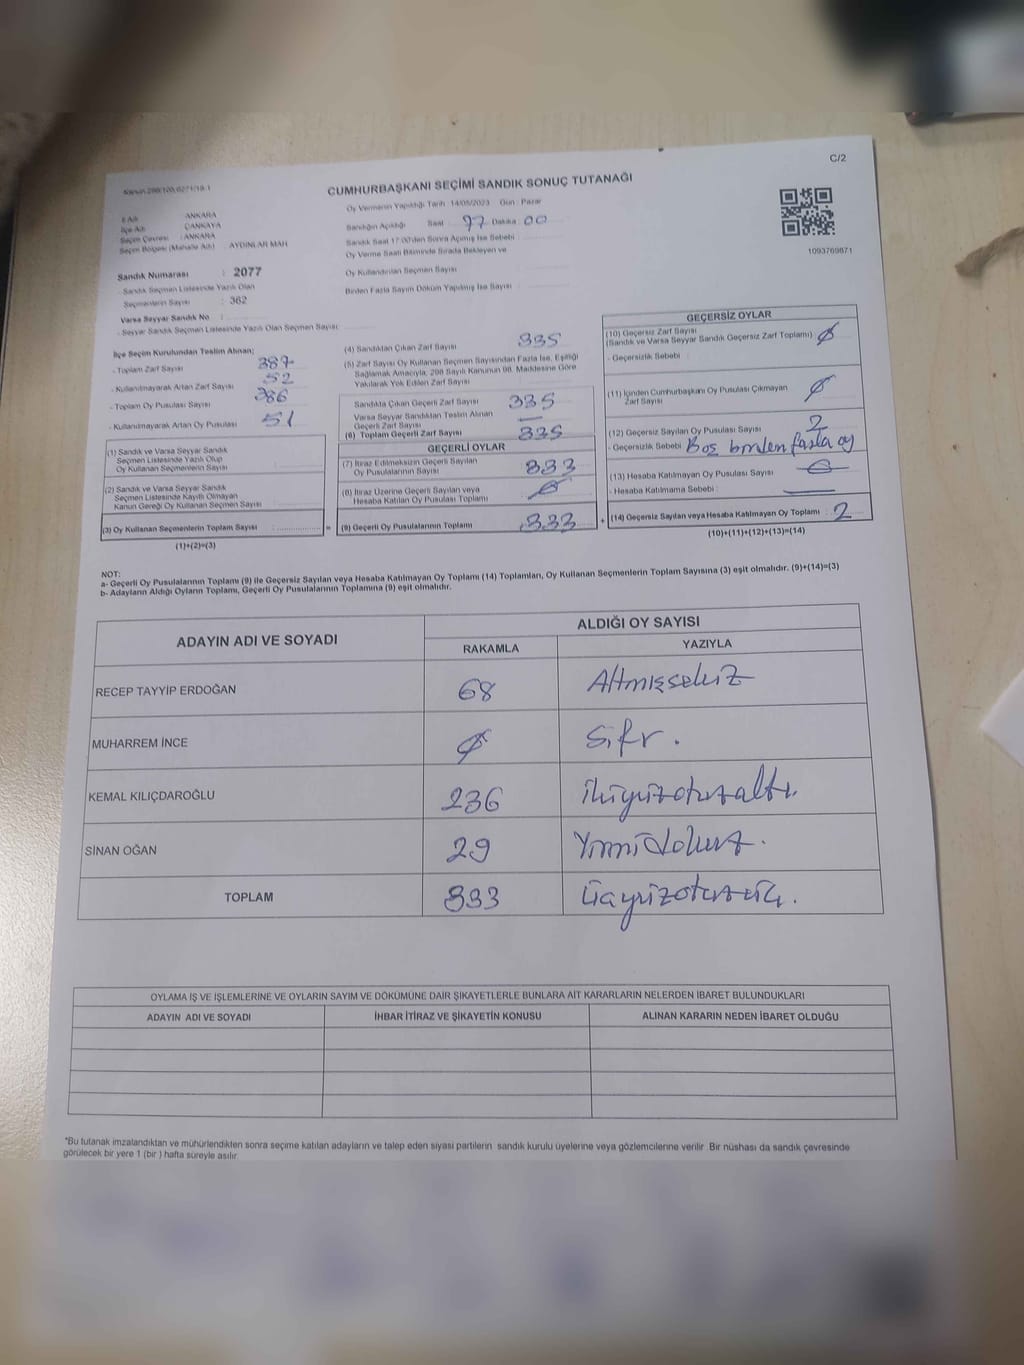 C/2
CUMHURBAŞKANI SEÇİMİ SANDIK SONUÇ TUTANAĞI
1093769871
İl Adı : ANKARA
İlçe Adı : ÇANKAYA
Seçim Çevresi : ANKARA
Seçim Bölgesi (Mahalle Adı) : AYDINLAR MAH
Sandık Numarası : 2077
- Sandık Seçmen Listesinde Yazılı Olan
Seçmenlerin Sayısı : 362
Varsa Seyyar Sandık No :
- Seyyar Sandık Seçmen Listesinde Yazılı Olan Seçmen Sayısı:
Oy Vermenin Yapıldığı Tarih : 14/05/2023 Gün : Pazar
Sandığın Açıldığı Saat : 17 Dakika : 00
Sandık Saat 17:00'den Sonra Açılmış İse Sebebi :
Oy Verme Saati Bitiminde Sırada Bekleyen ve
Oy Kullandırılan Seçmen Sayısı :
Birden Fazla Sayım Döküm Yapılmış İse Sayısı :
İlçe Seçim Kurulundan Teslim Alınan;
- Toplam Zarf Sayısı : 387
- Kullanılmayarak Artan Zarf Sayısı : 52
- Toplam Oy Pusulası Sayısı : 386
- Kullanılmayarak Artan Oy Pusulası : 51
(1) Sandık ve Varsa Seyyar Sandık
Seçmen Listesinde Yazılı Olup
Oy Kullanan Seçmenlerin Sayısı :
(2) Sandık ve Varsa Seyyar Sandık
Seçmen Listesinde Kayıtlı Olmayan
Kanun Gereği Oy Kullanan Seçmen Sayısı :
(3) Oy Kullanan Seçmenlerin Toplam Sayısı : =
(1)+(2)=(3)
(4) Sandıktan Çıkan Zarf Sayısı : 335
(5) Zarf Sayısı Oy Kullanan Seçmen Sayısından Fazla İse, Eşitliği
Sağlamak Amacıyla, 298 Sayılı Kanunun 98. Maddesine Göre
Yakılarak Yok Edilen Zarf Sayısı :
Sandıkta Çıkan Geçerli Zarf Sayısı : 335
Varsa Seyyar Sandıktan Teslim Alınan
Geçerli Zarf Sayısı : —
(6) Toplam Geçerli Zarf Sayısı : 335
GEÇERLİ OYLAR
(7) İtiraz Edilmeksizin Geçerli Sayılan
Oy Pusulalarının Sayısı : 333
(8) İtiraz Üzerine Geçerli Sayılan veya
Hesaba Katılan Oy Pusulası Toplamı : Ø
(9) Geçerli Oy Pusulalarının Toplamı : 333 +
GEÇERSİZ OYLAR
(10) Geçersiz Zarf Sayısı
(Sandık ve Varsa Seyyar Sandık Geçersiz Zarf Toplamı) : Ø
- Geçersizlik Sebebi :
(11) İçinden Cumhurbaşkanı Oy Pusulası Çıkmayan
Zarf Sayısı : Ø
(12) Geçersiz Sayılan Oy Pusulası Sayısı : 2
- Geçersizlik Sebebi : Boş birden fazla oy
(13) Hesaba Katılmayan Oy Pusulası Sayısı : Ø
- Hesaba Katılmama Sebebi : —
(14) Geçersiz Sayılan veya Hesaba Katılmayan Oy Toplamı : 2
(10)+(11)+(12)+(13)=(14)
NOT:
a- Geçerli Oy Pusulalarının Toplamı (9) ile Geçersiz Sayılan veya Hesaba Katılmayan Oy Toplamı (14) Toplamları, Oy Kullanan Seçmenlerin Toplam Sayısına (3) eşit olmalıdır. (9)+(14)=(3)
b- Adayların Aldığı Oyların Toplamı, Geçerli Oy Pusulalarının Toplamına (9) eşit olmalıdır.
ADAYIN ADI VE SOYADI
ALDIĞI OY SAYISI
RAKAMLA YAZIYLA
RECEP TAYYİP ERDOĞAN 68 Altmışsekiz
MUHARREM İNCE Ø Sıfır.
KEMAL KILIÇDAROĞLU 236 ikiyüzotuzaltı.
SİNAN OĞAN 29 Yirmidokuz.
TOPLAM 333 Üçyüzotuzüç.
OYLAMA İŞ VE İŞLEMLERİNE VE OYLARIN SAYIM VE DÖKÜMÜNE DAİR ŞİKAYETLERLE BUNLARA AİT KARARLARIN NELERDEN İBARET BULUNDUKLARI
ADAYIN ADI VE SOYADI İHBAR İTİRAZ VE ŞİKAYETİN KONUSU ALINAN KARARIN NEDEN İBARET OLDUĞU
*Bu tutanak imzalandıktan ve mühürlendikten sonra seçime katılan adayların ve talep eden siyasi partilerin sandık kurulu üyelerine veya gözlemcilerine verilir. Bir nüshası da sandık çevresinde
görülecek bir yere 1 (bir) hafta süreyle asılır.